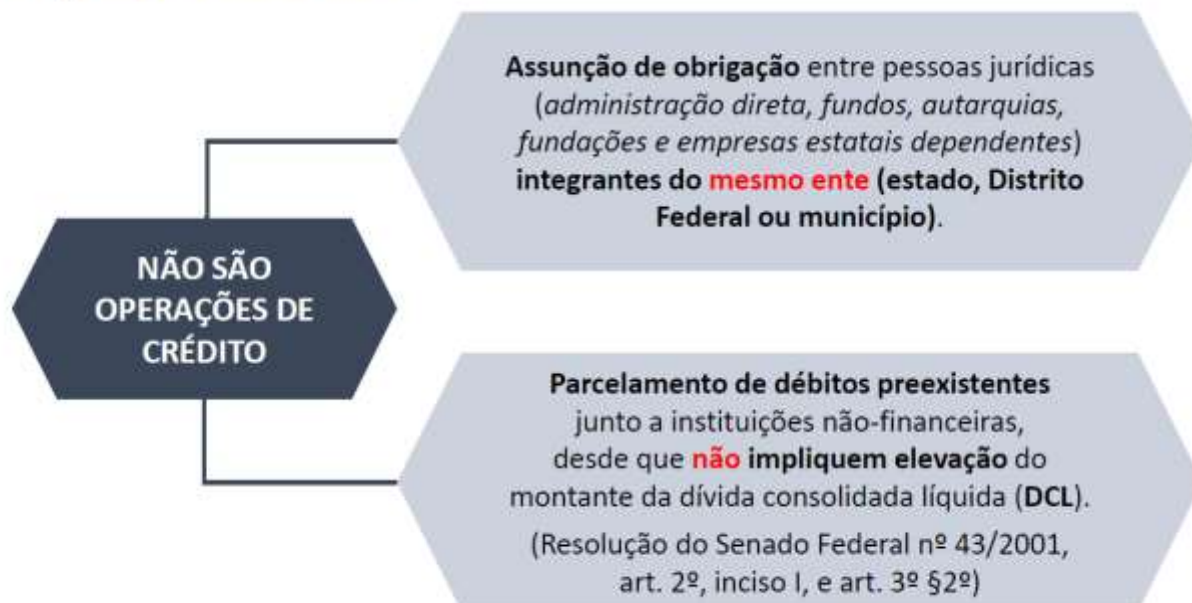 Assunção de obrigação entre pessoas jurídicas
(administração direta, fundos, autarquias,
fundações e empresas estatais dependentes)
integrantes do mesmo ente (estado, Distrito
Federal ou município).
NÃO SÃO
OPERAÇÕES DE
CRÉDITO
Parcelamento de débitos preexistentes
junto a instituições não-financeiras,
desde que não impliquem elevação do
montante da dívida consolidada líquida (DCL).
(Resolução do Senado Federal nº 43/2001,
art. 2º, inciso I, e art. 3º §2º)